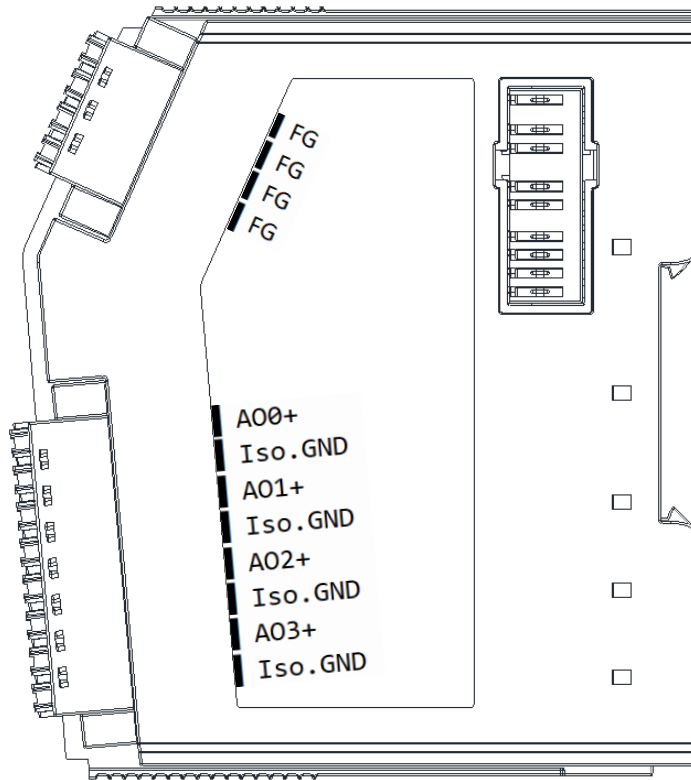 FG
FG
FG
FG
AO0+
Iso.GND
AO1+
Iso.GND
AO2+
Iso.GND
AO3+
Iso.GND